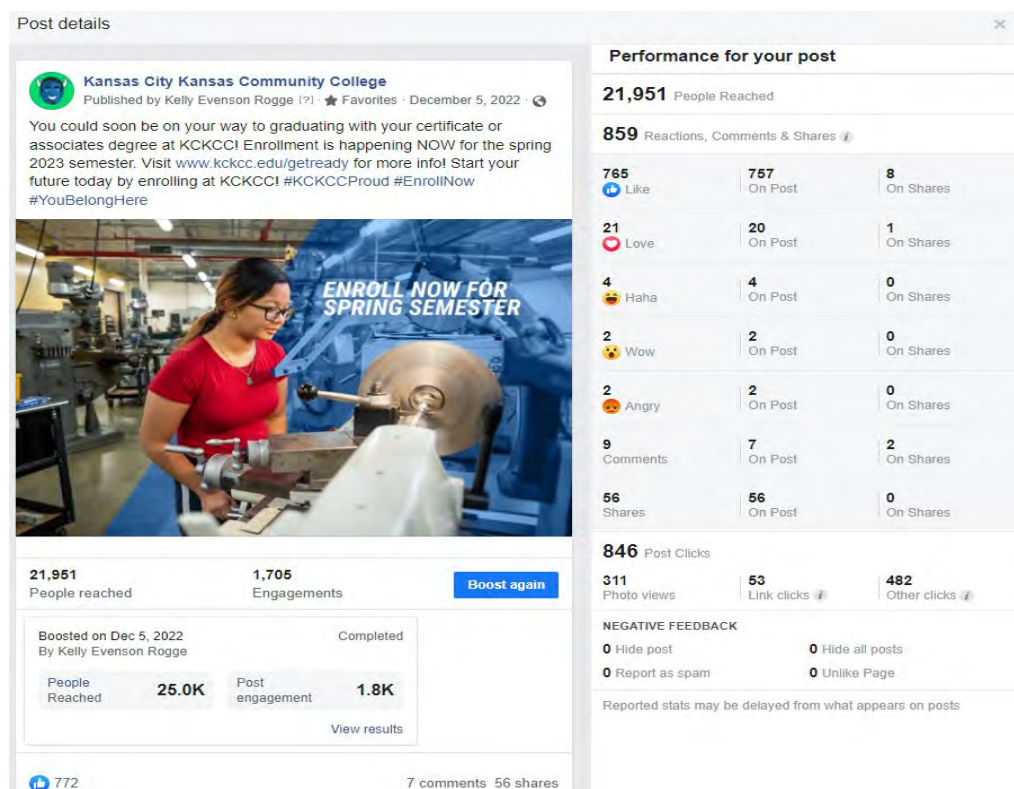 Post details
Kansas City Kansas Community College
Published by Kelly Evenson Rogge [?] · Favorites · December 5, 2022 ·
You could soon be on your way to graduating with your certificate or
associates degree at KCKCC! Enrollment is happening NOW for the spring
2023 semester. Visit www.kckcc.edu/getready for more info! Start your
future today by enrolling at KCKCC! #KCKCCProud #EnrollNow
#YouBelongHere
ENROLL NOW FOR
SPRING SEMESTER
21,951
People reached
1,705
Engagements
Boost again
Boosted on Dec 5, 2022
By Kelly Evenson Rogge
Completed
People
Reached
25.0K
Post
engagement
1.8K
View results
772
7 comments 56 shares
Performance for your post
21,951 People Reached
859 Reactions, Comments & Shares i
765
Like
757
On Post
8
On Shares
21
Love
20
On Post
1
On Shares
4
Haha
4
On Post
0
On Shares
2
Wow
2
On Post
0
On Shares
2
Angry
2
On Post
0
On Shares
9
Comments
7
On Post
2
On Shares
56
Shares
56
On Post
0
On Shares
846 Post Clicks
311
Photo views
53
Link clicks i
482
Other clicks i
NEGATIVE FEEDBACK
0 Hide post
0 Hide all posts
0 Report as spam
0 Unlike Page
Reported stats may be delayed from what appears on posts